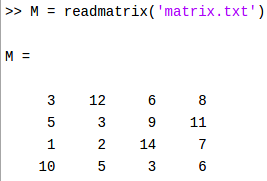 >> M = readmatrix('matrix.txt')
M =
3 12 6 8
5 3 9 11
1 2 14 7
10 5 3 6